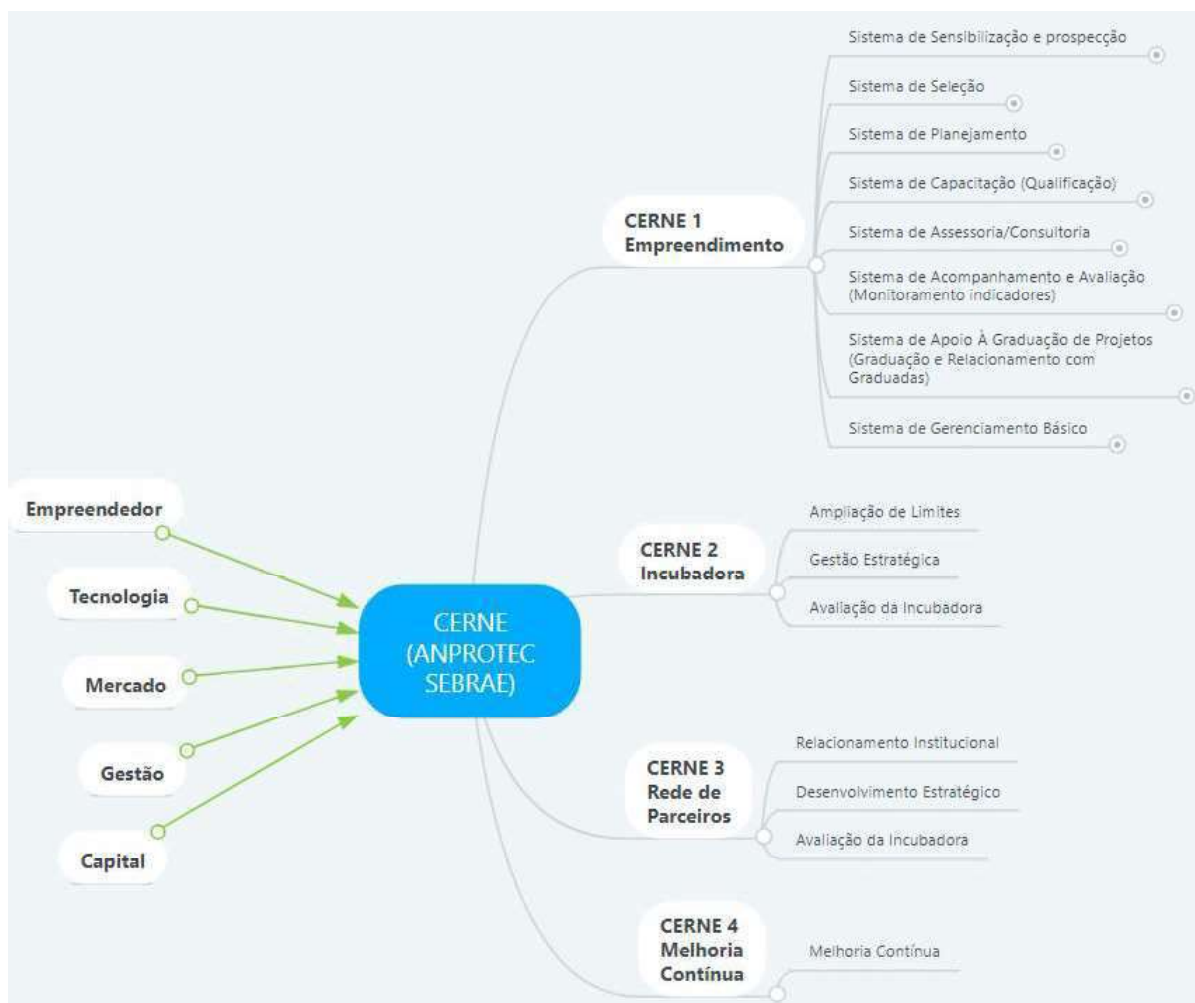 Sistema de Sensibilização e prospecção
Sistema de Seleção
Sistema de Planejamento
Sistema de Capacitação (Qualificação)
CERNE 1
Empreendimento
Sistema de Assessoria/Consultoria
Sistema de Acompanhamento e Avaliação
(Monitoramento indicadores)
Sistema de Apoio À Graduação de Projetos
(Graduação e Relacionamento com
Graduadas)
Sistema de Gerenciamento Básico
Empreendedor
Tecnologia
Mercado
Gestão
Capital
CERNE
(ANPROTEC
SEBRAE)
CERNE 2
Incubadora
Ampliação de Limites
Gestão Estratégica
Avaliação da Incubadora
CERNE 3
Rede de
Parceiros
Relacionamento Institucional
Desenvolvimento Estratégico
Avaliação da Incubadora
CERNE 4
Melhoria
Contínua
Melhoria Contínua